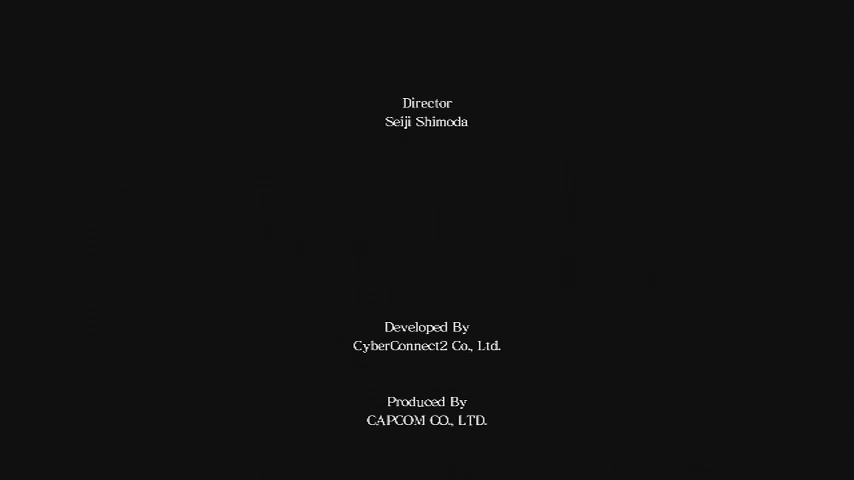 Director
Seiji Shimoda
Developed By
CyberConnect2 Co., Ltd.
Produced By
CAPCOM CO., LTD.